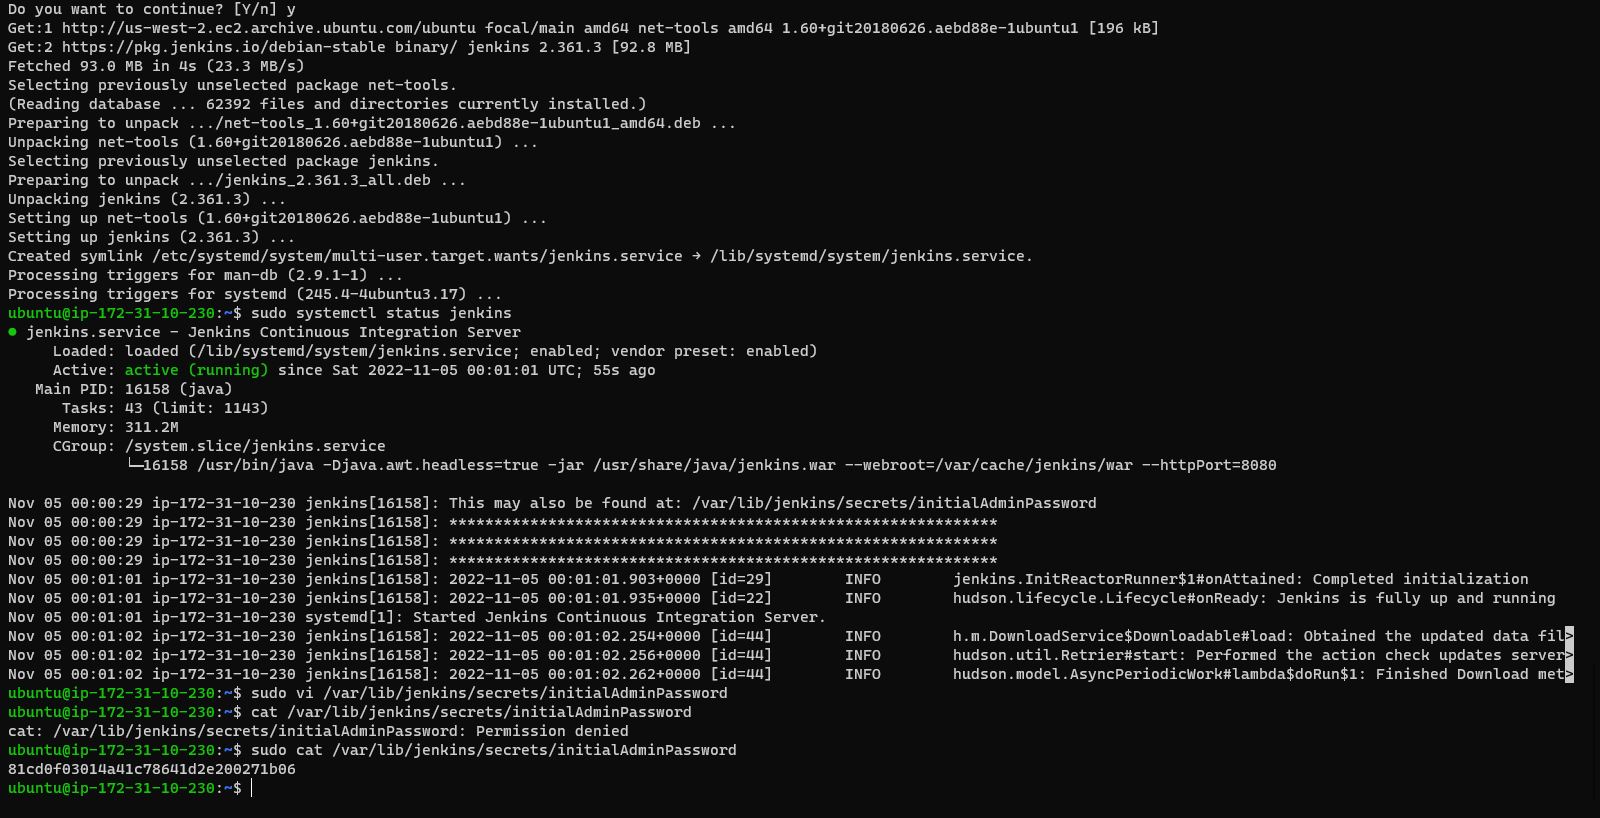 Do you want to continue? [Y/n] y
Get:1 http://us-west-2.ec2.archive.ubuntu.com/ubuntu focal/main amd64 net-tools amd64 1.60+git20180626.aebd88e-1ubuntu1 [196 kB]
Get:2 https://pkg.jenkins.io/debian-stable binary/ jenkins 2.361.3 [92.8 MB]
Fetched 93.0 MB in 4s (23.3 MB/s)
Selecting previously unselected package net-tools.
(Reading database ... 62392 files and directories currently installed.)
Preparing to unpack .../net-tools_1.60+git20180626.aebd88e-1ubuntu1_amd64.deb ...
Unpacking net-tools (1.60+git20180626.aebd88e-1ubuntu1) ...
Selecting previously unselected package jenkins.
Preparing to unpack .../jenkins_2.361.3_all.deb ...
Unpacking jenkins (2.361.3) ...
Setting up net-tools (1.60+git20180626.aebd88e-1ubuntu1) ...
Setting up jenkins (2.361.3) ...
Created symlink /etc/systemd/system/multi-user.target.wants/jenkins.service → /lib/systemd/system/jenkins.service.
Processing triggers for man-db (2.9.1-1) ...
Processing triggers for systemd (245.4-4ubuntu3.17) ...
ubuntu@ip-172-31-10-230:~$ sudo systemctl status jenkins
● jenkins.service - Jenkins Continuous Integration Server
     Loaded: loaded (/lib/systemd/system/jenkins.service; enabled; vendor preset: enabled)
     Active: active (running) since Sat 2022-11-05 00:01:01 UTC; 55s ago
   Main PID: 16158 (java)
      Tasks: 43 (limit: 1143)
     Memory: 311.2M
     CGroup: /system.slice/jenkins.service
             └─16158 /usr/bin/java -Djava.awt.headless=true -jar /usr/share/java/jenkins.war --webroot=/var/cache/jenkins/war --httpPort=8080
Nov 05 00:00:29 ip-172-31-10-230 jenkins[16158]: This may also be found at: /var/lib/jenkins/secrets/initialAdminPassword
Nov 05 00:00:29 ip-172-31-10-230 jenkins[16158]: *************************************************************
Nov 05 00:00:29 ip-172-31-10-230 jenkins[16158]: *************************************************************
Nov 05 00:00:29 ip-172-31-10-230 jenkins[16158]: *************************************************************
Nov 05 00:01:01 ip-172-31-10-230 jenkins[16158]: 2022-11-05 00:01:01.903+0000 [id=29]        INFO        jenkins.InitReactorRunner$1#onAttained: Completed initialization
Nov 05 00:01:01 ip-172-31-10-230 jenkins[16158]: 2022-11-05 00:01:01.935+0000 [id=22]        INFO        hudson.lifecycle.Lifecycle#onReady: Jenkins is fully up and running
Nov 05 00:01:01 ip-172-31-10-230 systemd[1]: Started Jenkins Continuous Integration Server.
Nov 05 00:01:02 ip-172-31-10-230 jenkins[16158]: 2022-11-05 00:01:02.254+0000 [id=44]        INFO        h.m.DownloadService$Downloadable#load: Obtained the updated data fil>
Nov 05 00:01:02 ip-172-31-10-230 jenkins[16158]: 2022-11-05 00:01:02.256+0000 [id=44]        INFO        hudson.util.Retrier#start: Performed the action check updates server>
Nov 05 00:01:02 ip-172-31-10-230 jenkins[16158]: 2022-11-05 00:01:02.262+0000 [id=44]        INFO        hudson.model.AsyncPeriodicWork#lambda$doRun$1: Finished Download met>
ubuntu@ip-172-31-10-230:~$ sudo vi /var/lib/jenkins/secrets/initialAdminPassword
ubuntu@ip-172-31-10-230:~$ cat /var/lib/jenkins/secrets/initialAdminPassword
cat: /var/lib/jenkins/secrets/initialAdminPassword: Permission denied
ubuntu@ip-172-31-10-230:~$ sudo cat /var/lib/jenkins/secrets/initialAdminPassword
81cd0f03014a41c78641d2e200271b06
ubuntu@ip-172-31-10-230:~$